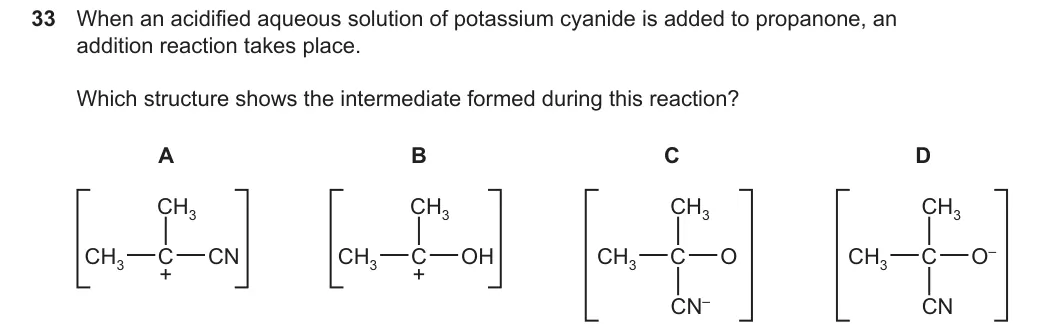 33 When an acidified aqueous solution of potassium cyanide is added to propanone, an
addition reaction takes place.
Which structure shows the intermediate formed during this reaction?
A B C D
CH₃ CH₃ CH₃ CH₃
CH₃ C CN CH₃ C OH CH₃ C O CH₃ C O⁻
+ +
CN⁻ CN